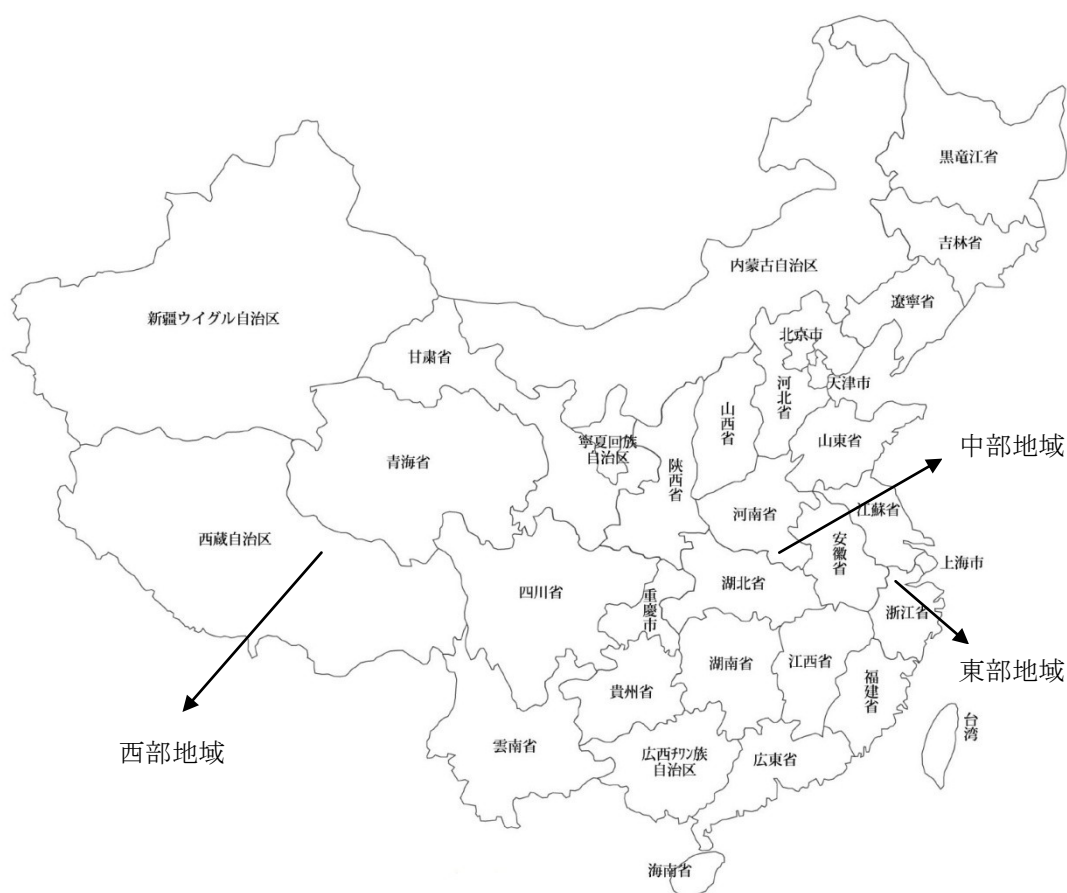 黒竜江省
吉林省
内蒙古自治区
遼寧省
新疆ウイグル自治区
北京市
甘粛省
天津市
河北省
山西省
山東省
寧夏回族
自治区
中部地域
青海省
陝西省
河南省
江蘇省
西蔵自治区
安徽省
上海市
湖北省
四川省
重慶市
浙江省
湖南省
江西省
東部地域
福建省
貴州省
台湾
西部地域
雲南省
広西ﾁﾜﾝ族
自治区
広東省
海南省